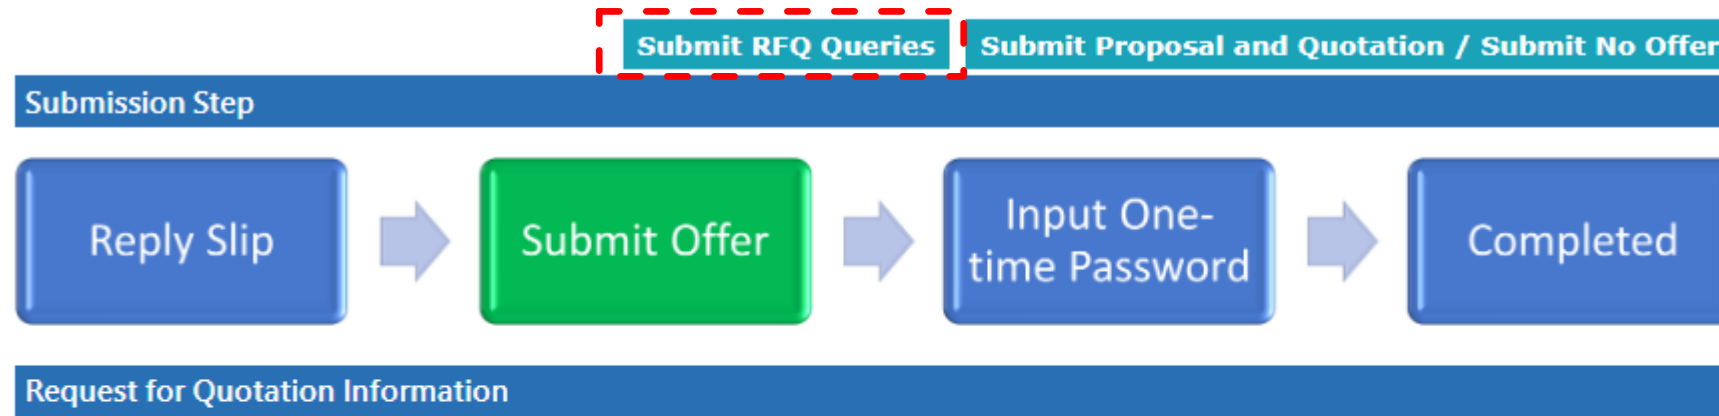 Submit RFQ Queries
Submit Proposal and Quotation / Submit No Offer
Submission Step
Reply Slip
Submit Offer
Input One-
time Password
Completed
Request for Quotation Information